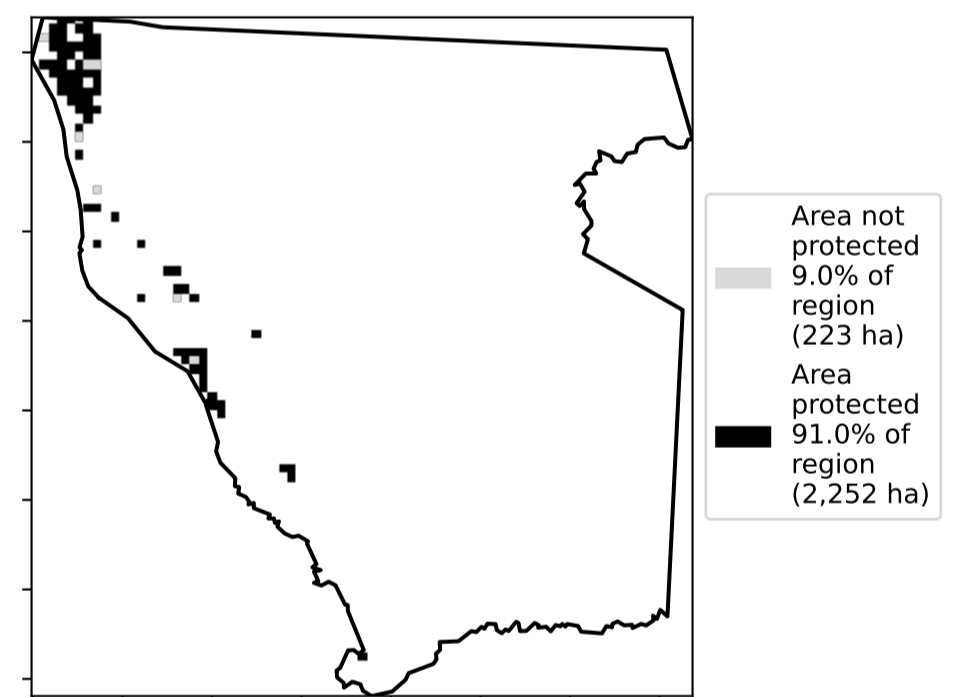 Area not
protected
9.0% of
region
(223 ha)
Area
protected
91.0% of
region
(2,252 ha)